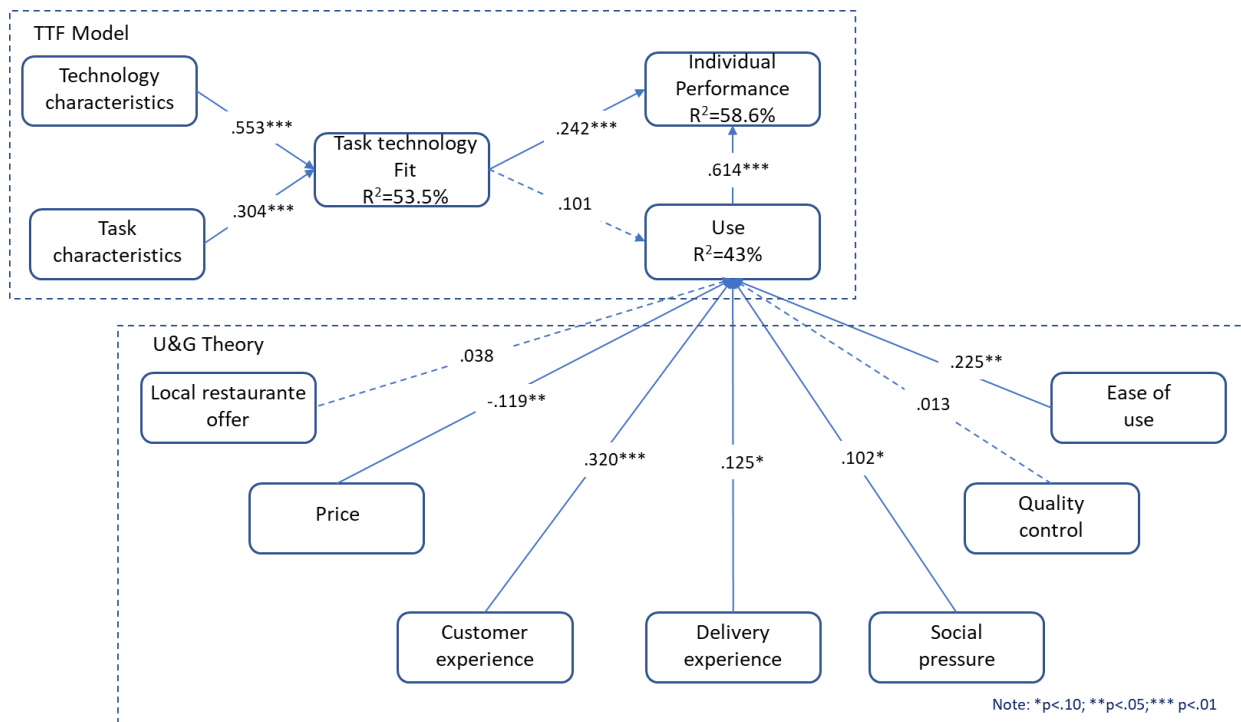 TTF Model
Technology
characteristics
Individual
Performance
R²=58.6%
.553***
.242***
Task technology
Fit
R²=53.5%
.614***
.304***
.101
Task
characteristics
Use
R²=43%
U&G Theory
.038
.225**
Local restaurante
offer
-.119**
.013
Ease of
use
.320***
.125*
.102*
Price
Quality
control
Customer
experience
Delivery
experience
Social
pressure
Note: *p<.10; **p<.05;*** p<.01